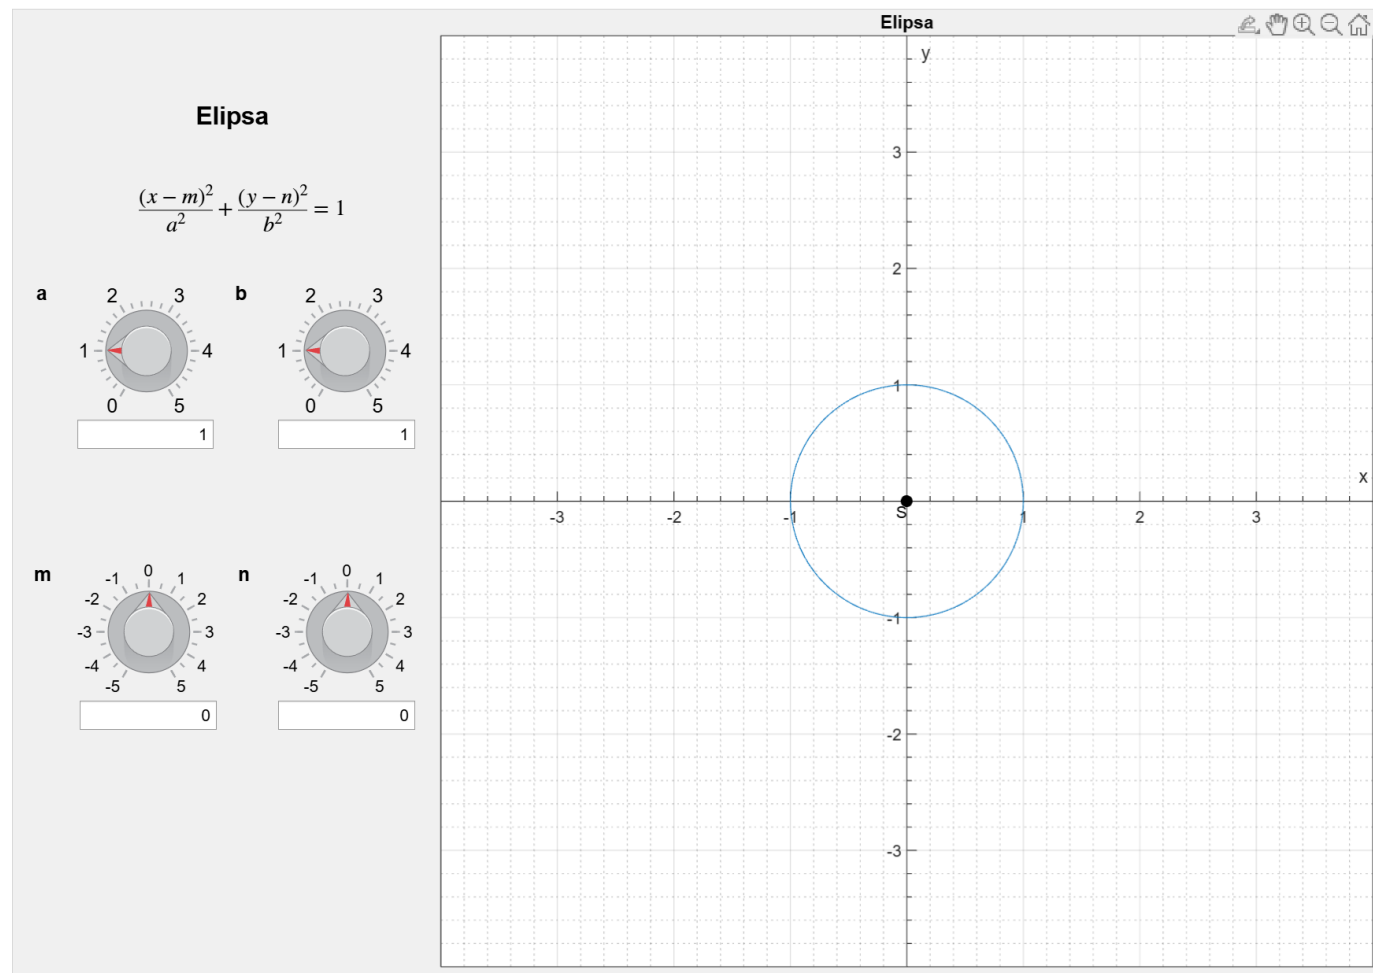 Elipsa
Elipsa
(x − m)²/a² + (y − n)²/b² = 1
a
0 1 2 3 4 5
1
b
0 1 2 3 4 5
1
m
-5 -4 -3 -2 -1 0 1 2 3 4 5
0
n
-5 -4 -3 -2 -1 0 1 2 3 4 5
0
y
3
2
1
x
S
-3 -2 -1 1 2 3
-1
-2
-3